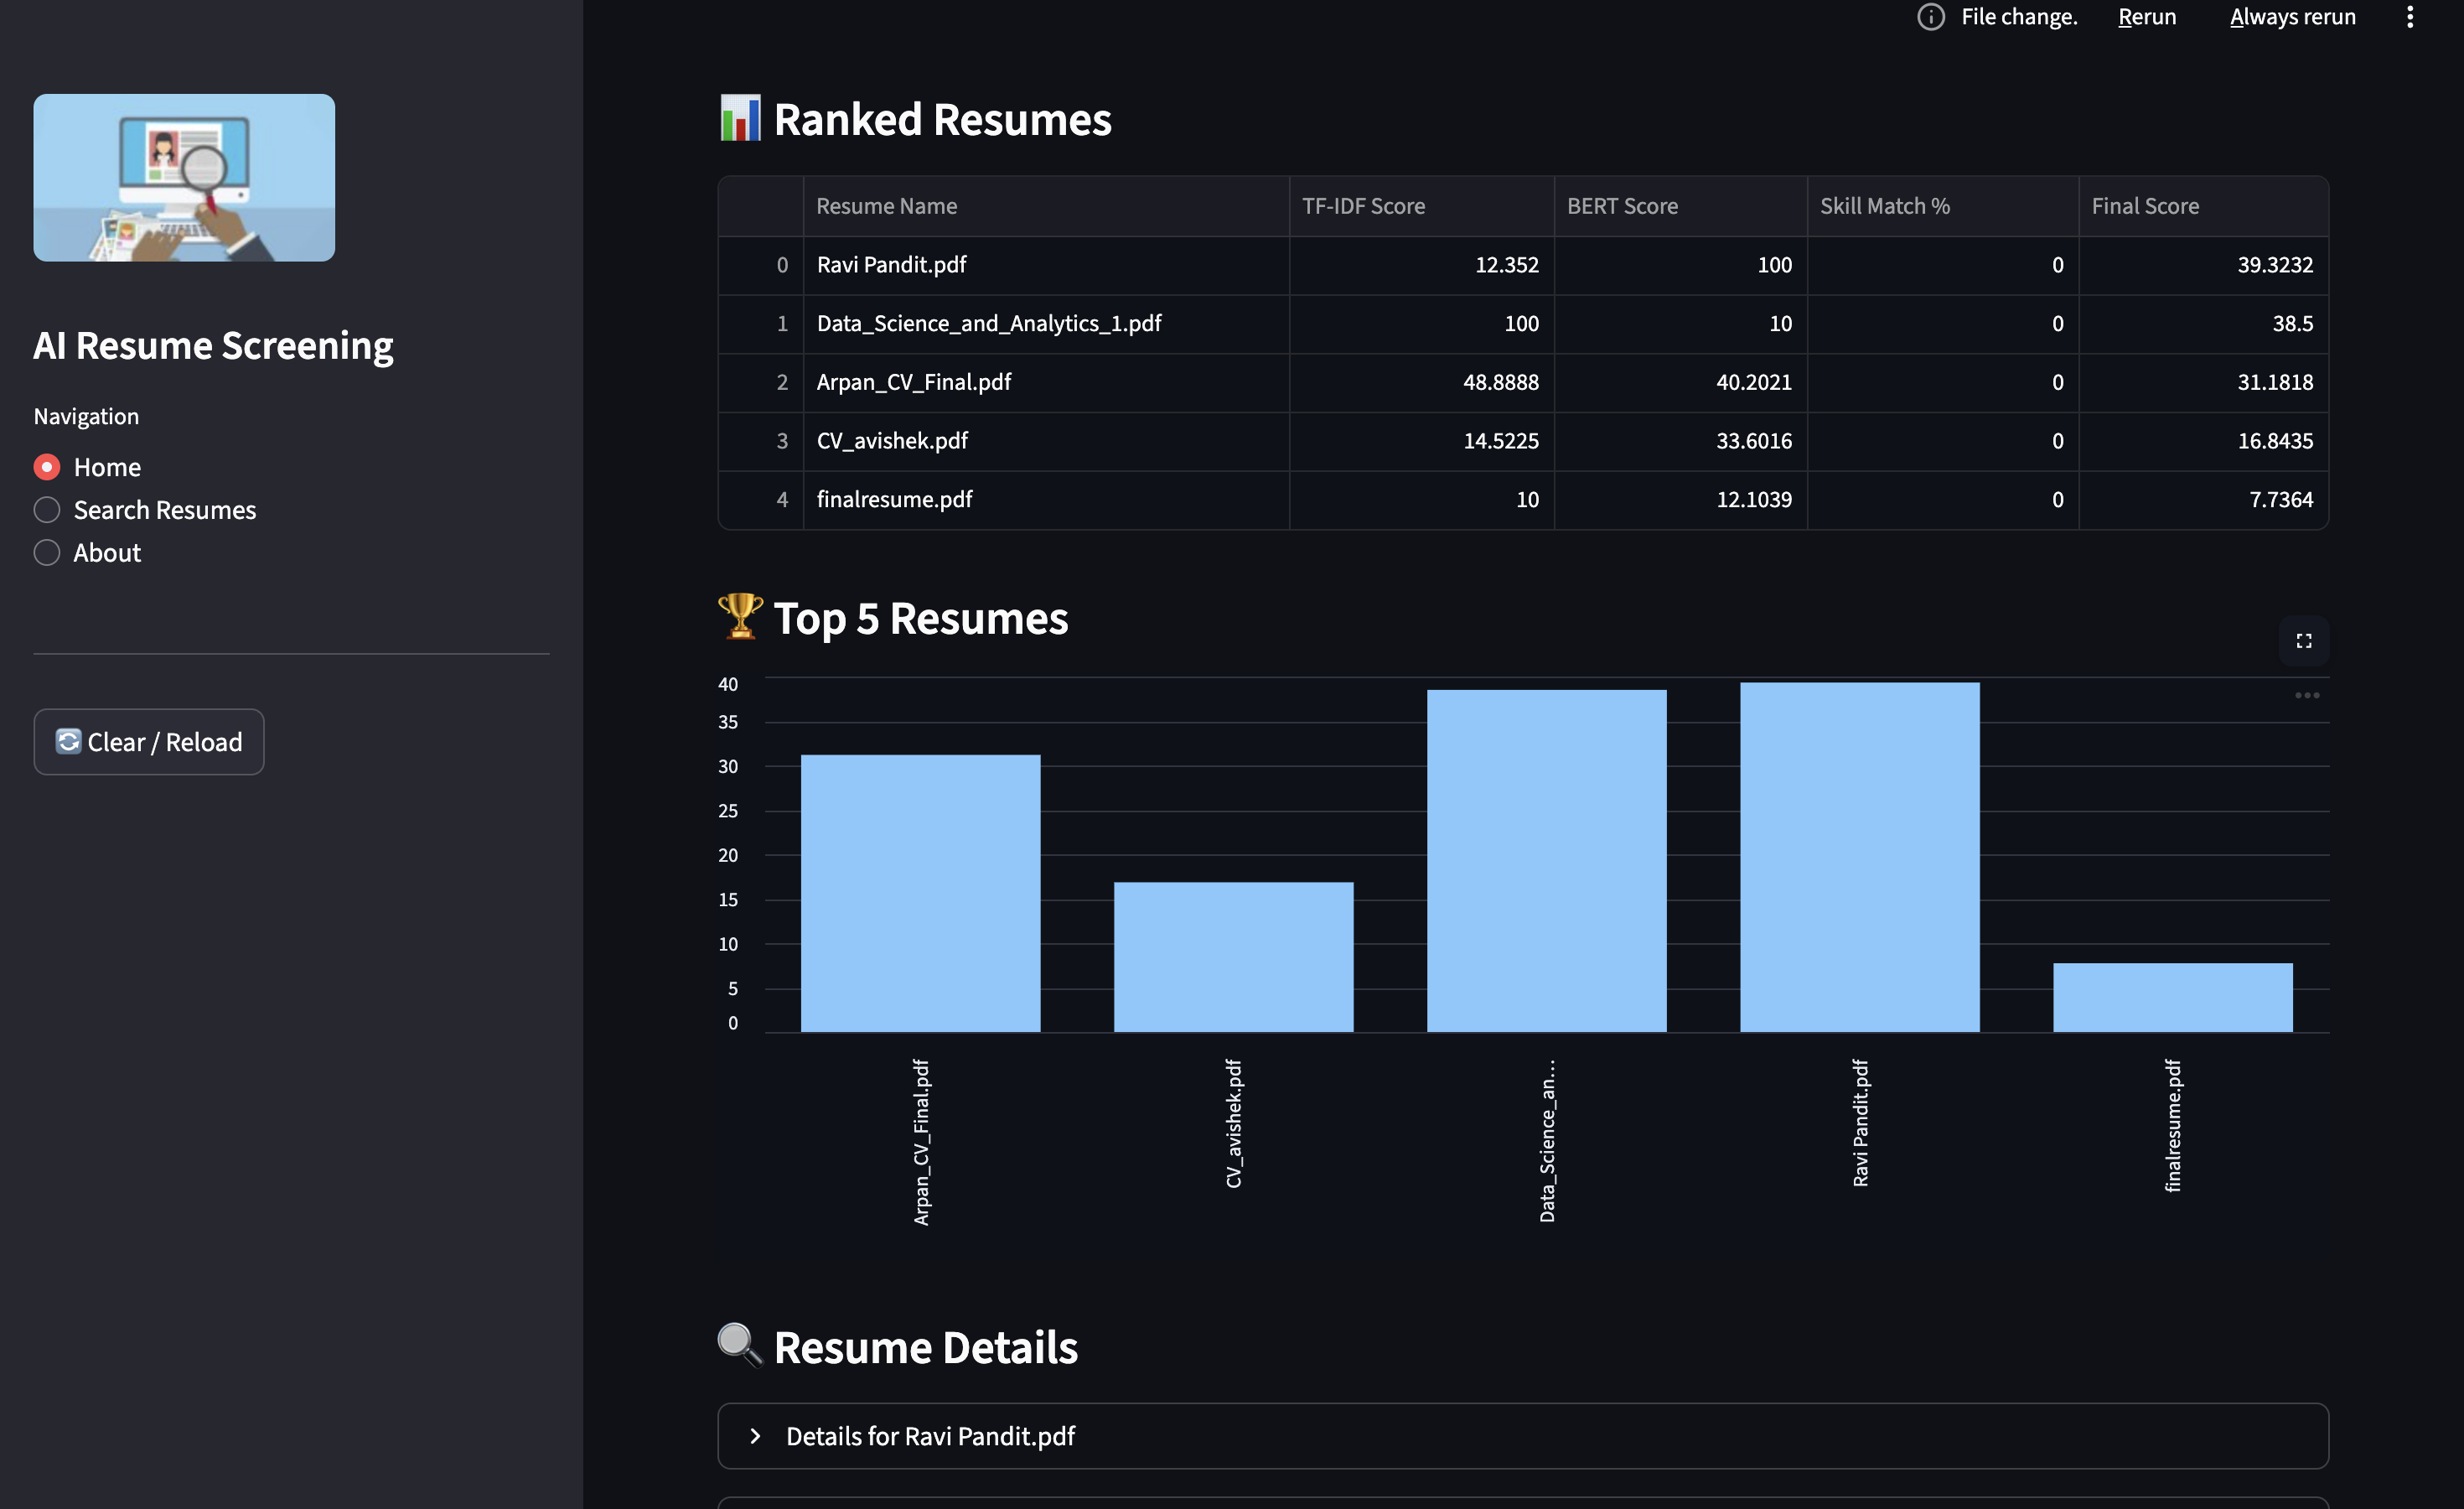 File change. Rerun Always rerun
AI Resume Screening
Navigation
Home
Search Resumes
About
Clear / Reload
Ranked Resumes
Resume Name TF-IDF Score BERT Score Skill Match % Final Score
0 Ravi Pandit.pdf 12.352 100 0 39.3232
1 Data_Science_and_Analytics_1.pdf 100 10 0 38.5
2 Arpan_CV_Final.pdf 48.8888 40.2021 0 31.1818
3 CV_avishek.pdf 14.5225 33.6016 0 16.8435
4 finalresume.pdf 10 12.1039 0 7.7364
Top 5 Resumes
40
35
30
25
20
15
10
5
0
Arpan_CV_Final.pdf
CV_avishek.pdf
Data_Science_an…
Ravi Pandit.pdf
finalresume.pdf
Resume Details
Details for Ravi Pandit.pdf